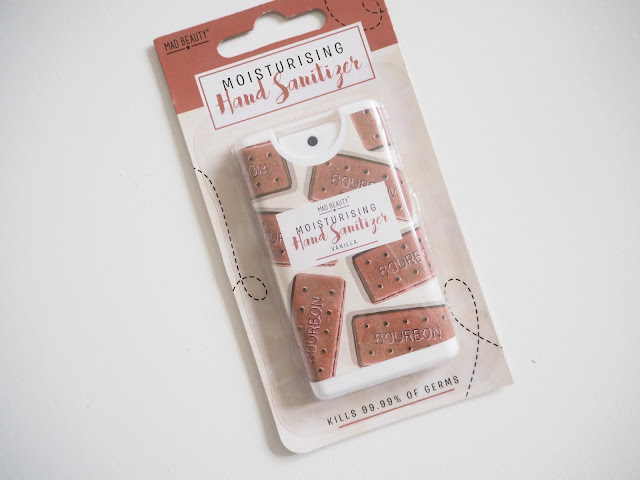 MAD BEAUTY
MOISTURISING
Hand Sanitizer
BOURBON
MAD BEAUTY
MOISTURISING
Hand Sanitizer
VANILLA
BOURBON
BOURBON
BOURBON
KILLS 99.99% OF GERMS